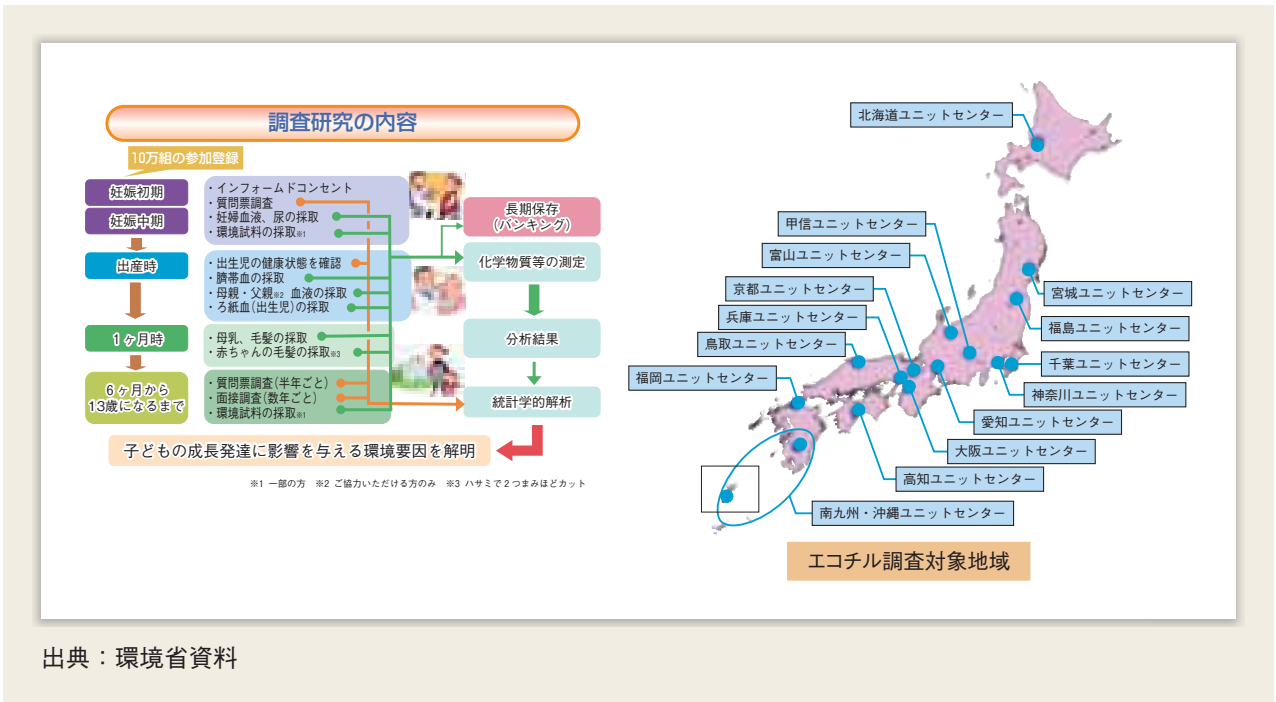 調査研究の内容
10万組の参加登録
妊娠初期
妊娠中期
出産時
1ヶ月時
6ヶ月から
13歳になるまで
・インフォームドコンセント
・質問票調査
・妊婦血液、尿の採取
・環境試料の採取※1
・出生児の健康状態を確認
・臍帯血の採取
・母親・父親※2 血液の採取
・ろ紙血(出生児)の採取
・母乳、毛髪の採取
・赤ちゃんの毛髪の採取※3
・質問票調査(半年ごと)
・面接調査(数年ごと)
・環境試料の採取※1
長期保存
(バンキング)
化学物質等の測定
分析結果
統計学的解析
子どもの成長発達に影響を与える環境要因を解明
※1 一部の方 ※2 ご協力いただける方のみ ※3 ハサミで2つまみほどカット
北海道ユニットセンター
甲信ユニットセンター
富山ユニットセンター
京都ユニットセンター
兵庫ユニットセンター
鳥取ユニットセンター
福岡ユニットセンター
宮城ユニットセンター
福島ユニットセンター
千葉ユニットセンター
神奈川ユニットセンター
愛知ユニットセンター
大阪ユニットセンター
高知ユニットセンター
南九州・沖縄ユニットセンター
エコチル調査対象地域
出典：環境省資料